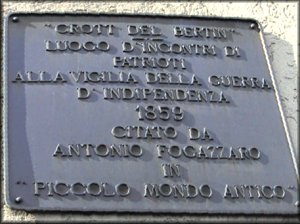 "CROTT DEL BERTIN"
LUOGO D'INCONTRI DI
PATRIOTI
ALLA VIGILIA DELLA GUERRA
D'INDIPENDENZA
1859
CITATO DA
ANTONIO FOGAZZARO
IN
"PICCOLO MONDO ANTICO"